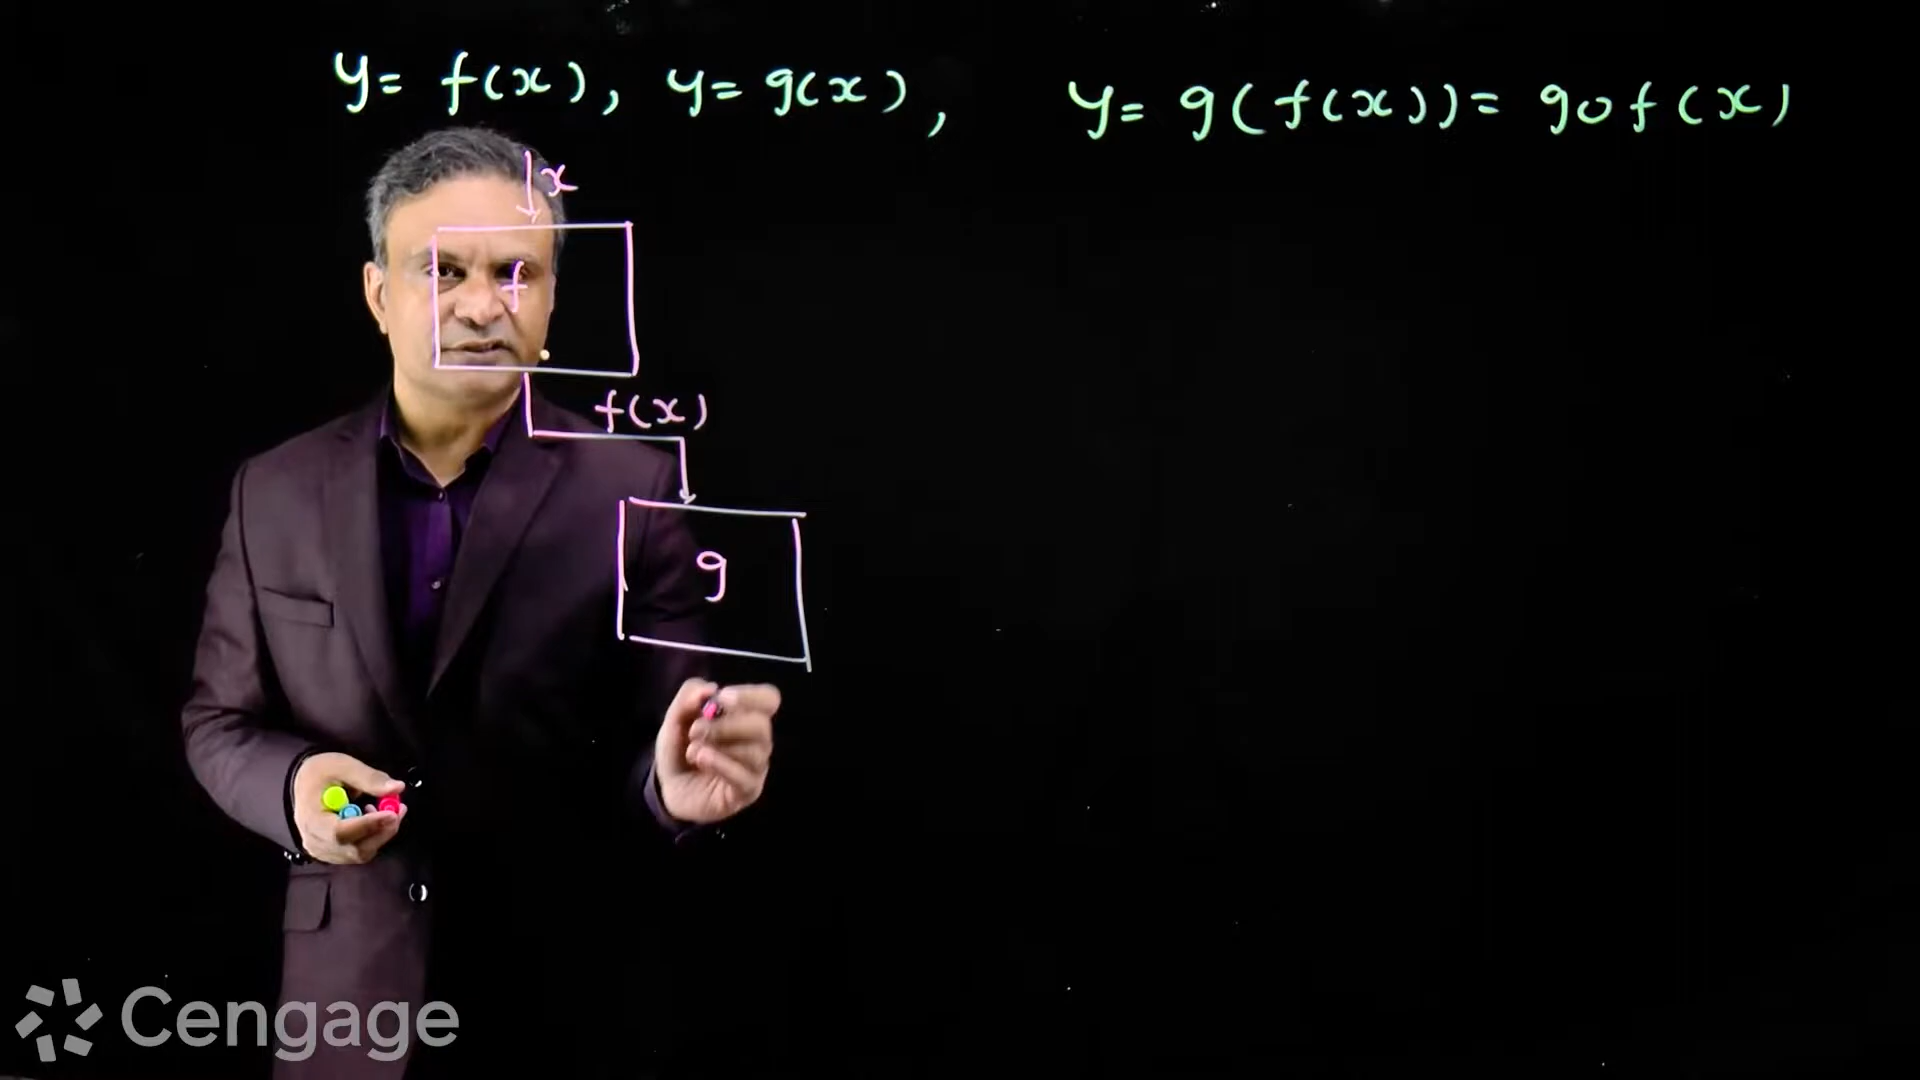 y= f(x), y= g(x), y= g(f(x))= gof(x)
x
f
f(x)
g
Cengage